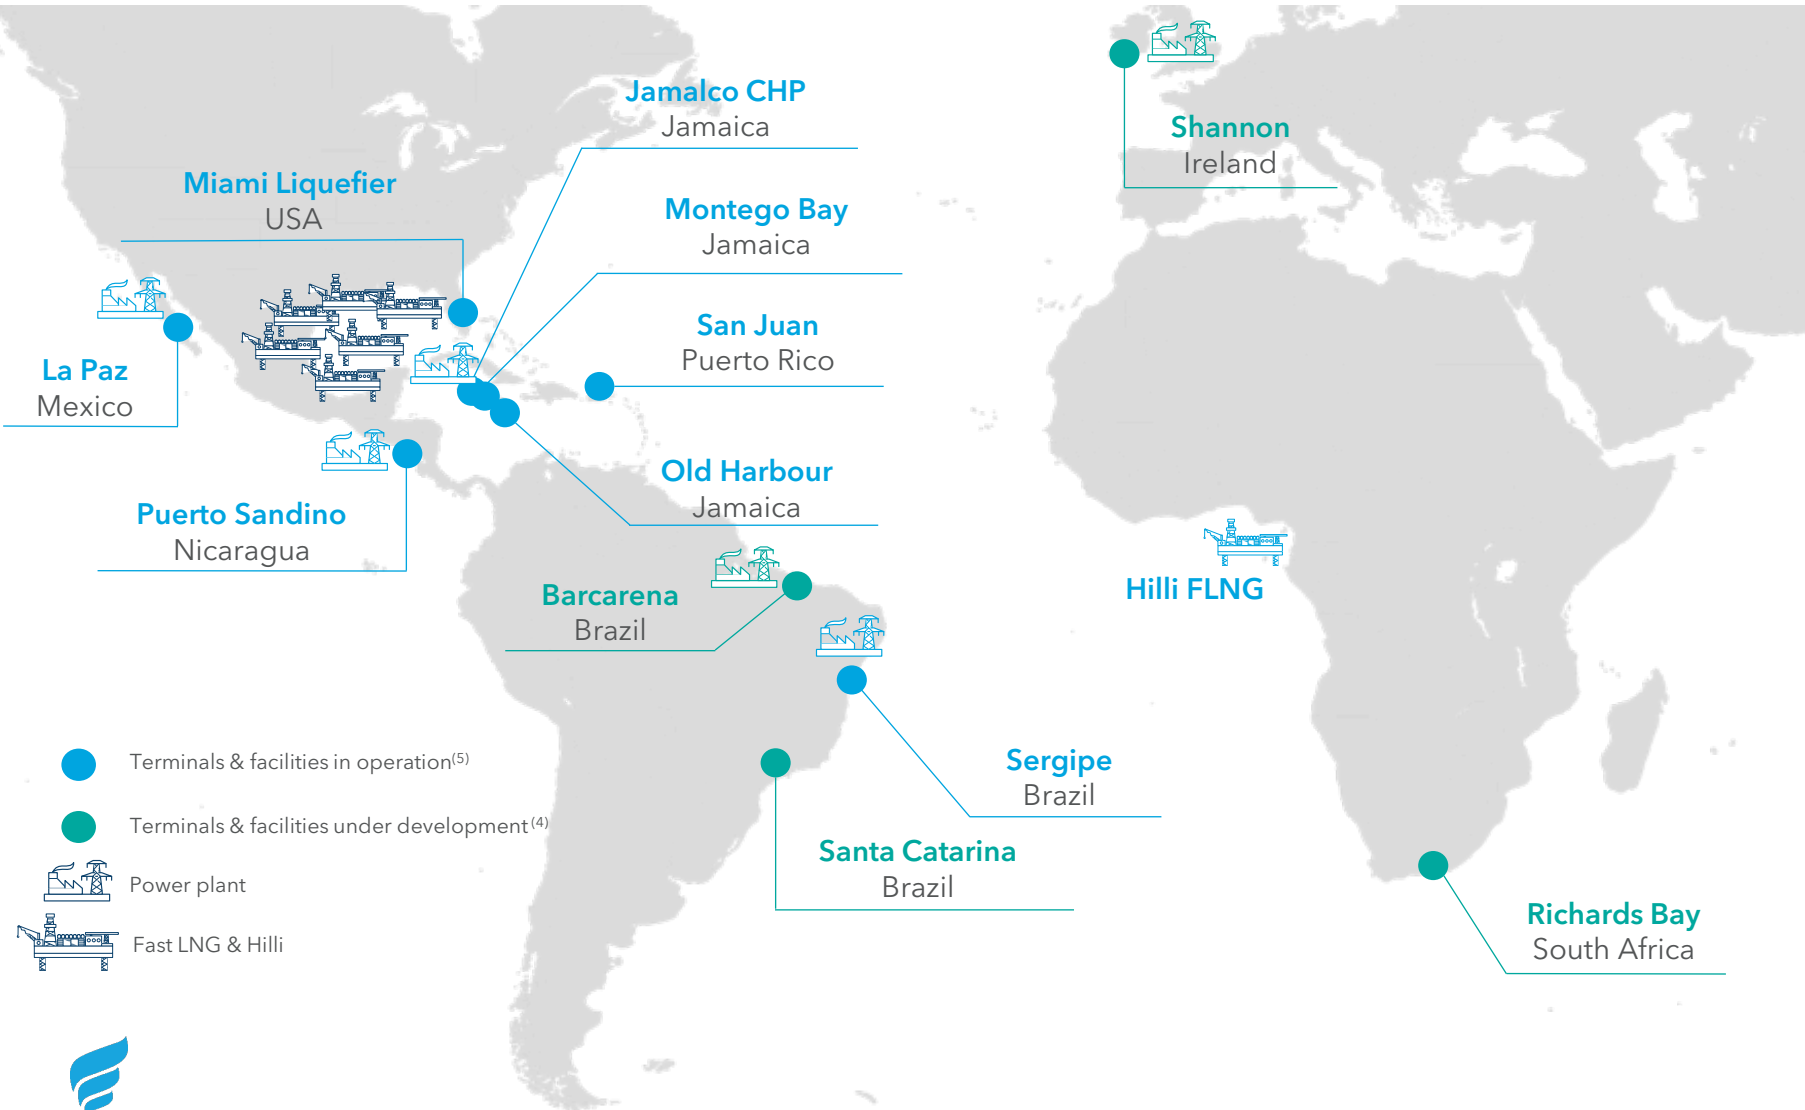 Jamalco CHP
Jamaica
Shannon
Ireland
Miami Liquefier
USA
Montego Bay
Jamaica
San Juan
Puerto Rico
La Paz
Mexico
Old Harbour
Jamaica
Puerto Sandino
Nicaragua
Barcarena
Brazil
Hilli FLNG
Sergipe
Brazil
Santa Catarina
Brazil
Richards Bay
South Africa
Terminals & facilities in operation(5)
Terminals & facilities under development(4)
Power plant
Fast LNG & Hilli